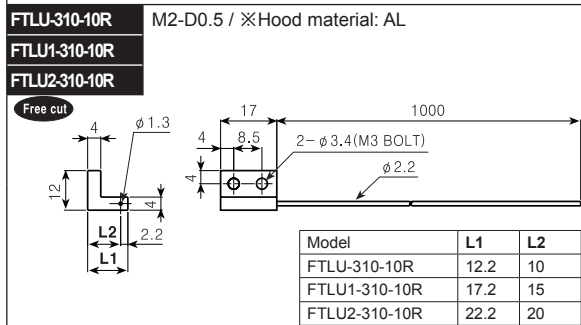 FTLU-310-10R M2-D0.5 / ※Hood material: AL
FTLU1-310-10R
FTLU2-310-10R
Free cut
17 1000
4 φ1.3 4 8.5 2-φ3.4(M3 BOLT)
φ2.2
12 4 4
L2 2.2
L1
Model L1 L2
FTLU-310-10R 12.2 10
FTLU1-310-10R 17.2 15
FTLU2-310-10R 22.2 20